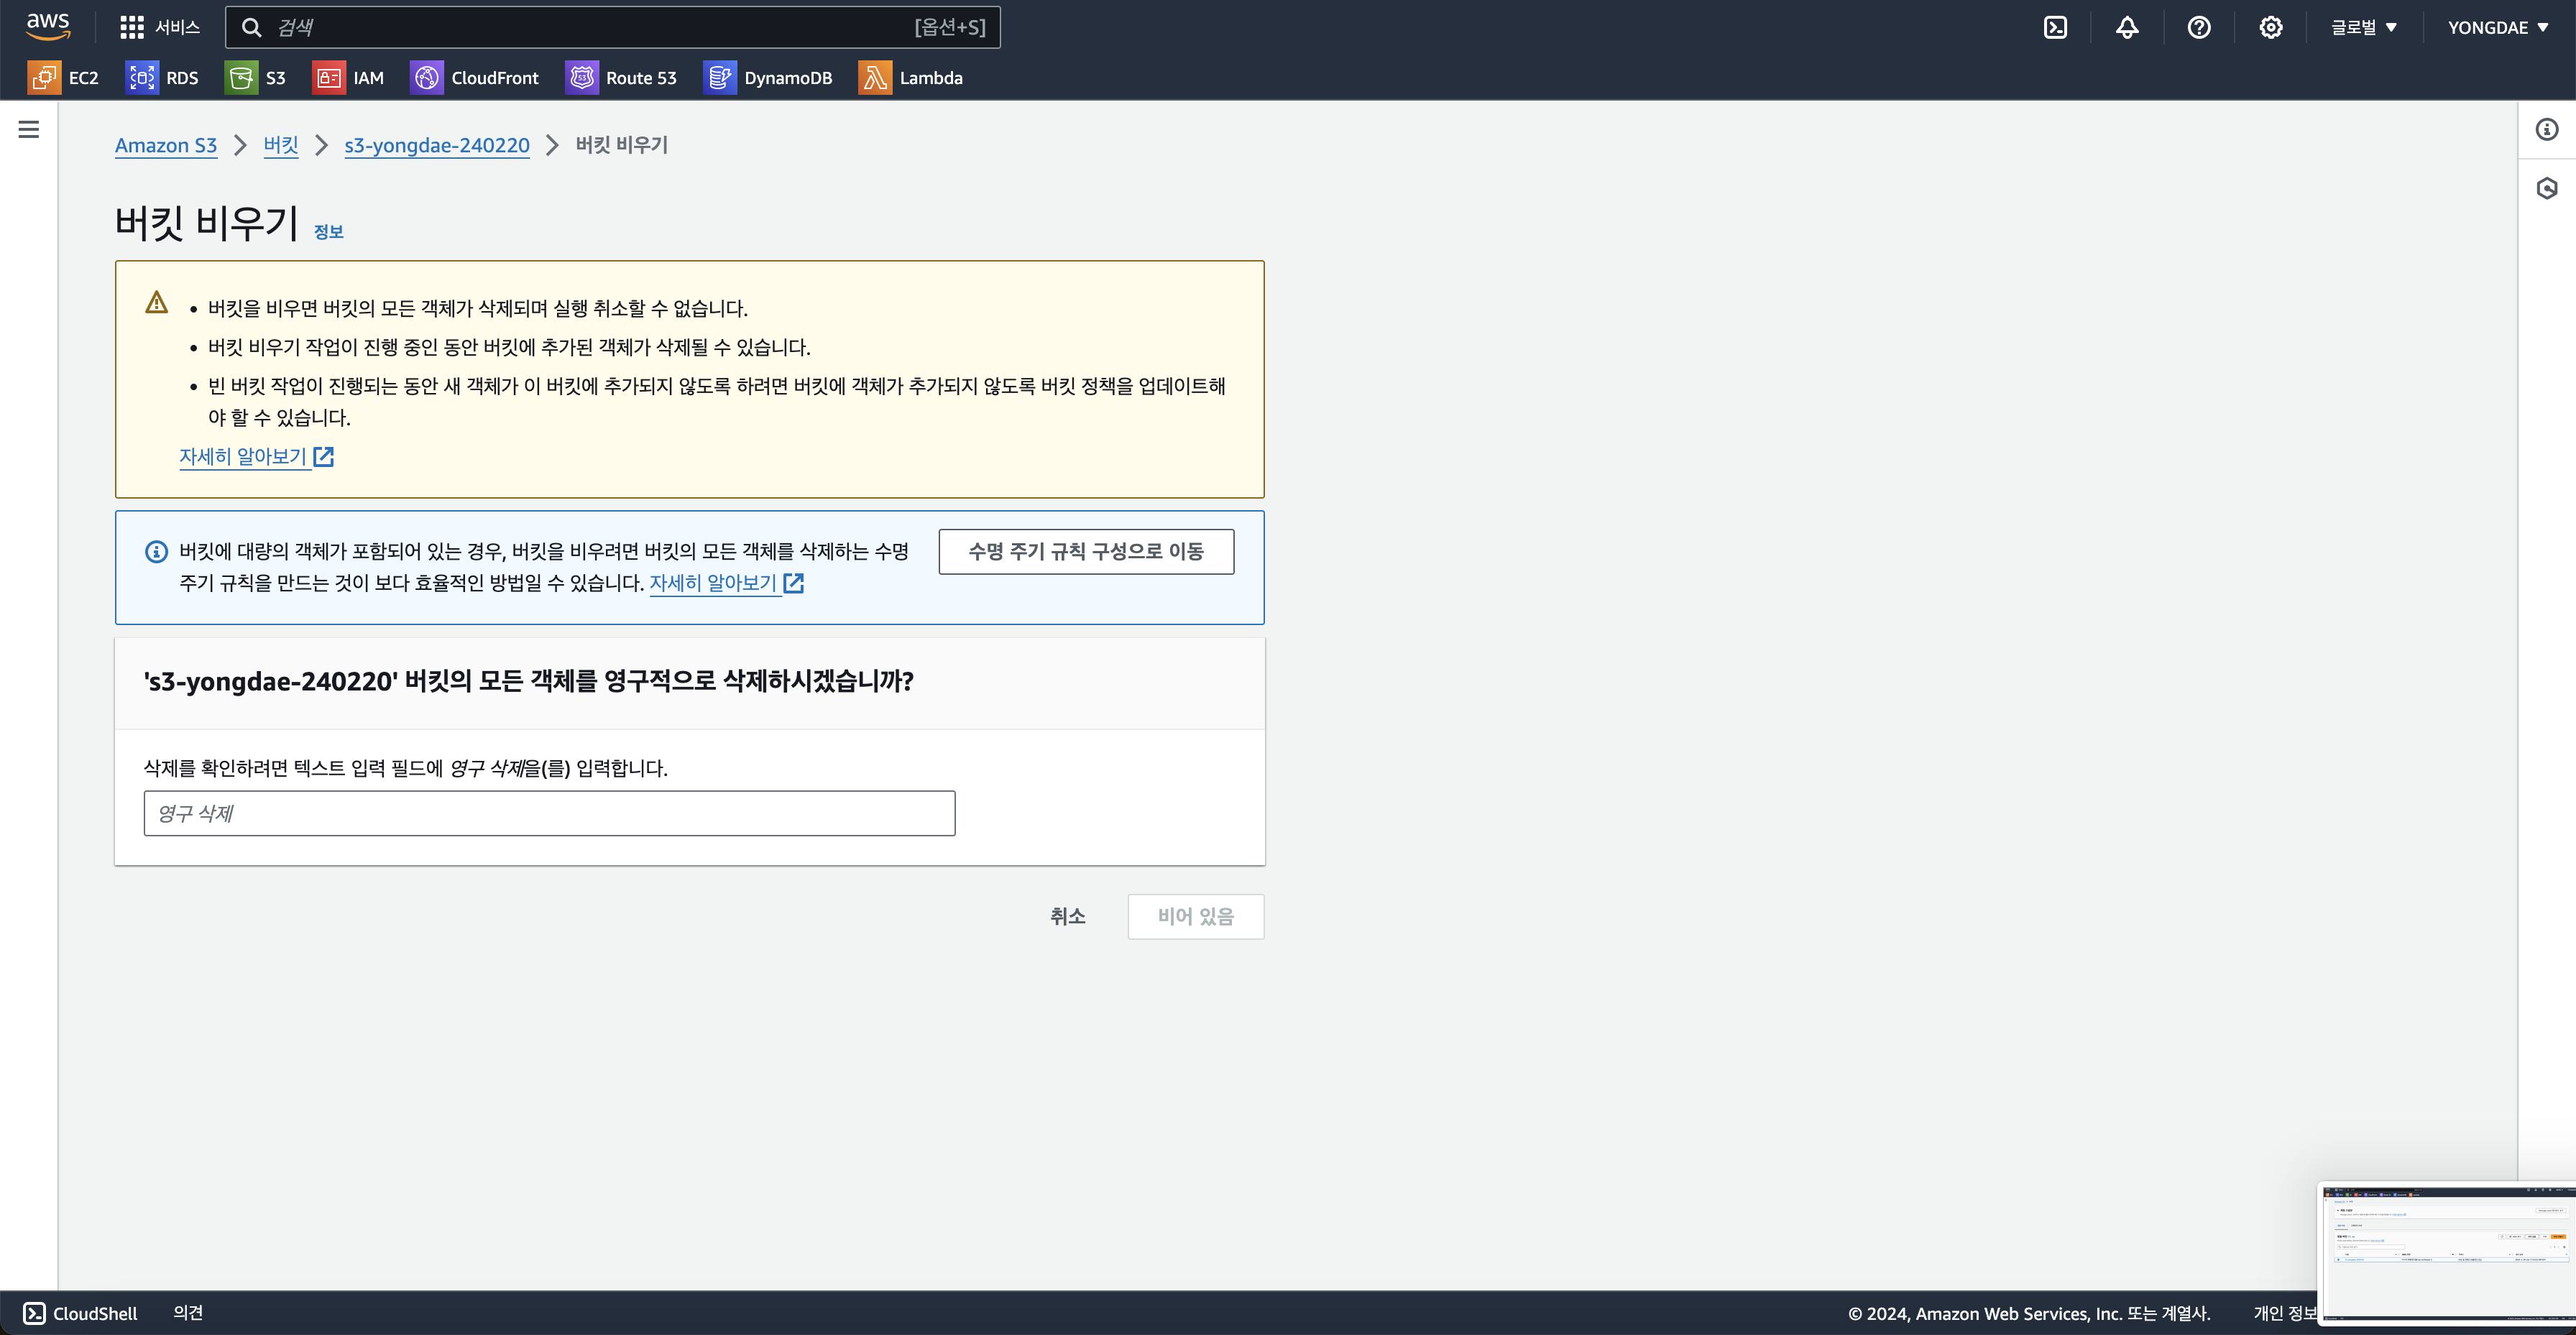 aws
서비스
검색
[옵션+S]
글로벌
YONGDAE
EC2
RDS
S3
IAM
CloudFront
Route 53
DynamoDB
Lambda
Amazon S3
버킷
s3-yongdae-240220
버킷 비우기
버킷 비우기 정보
버킷을 비우면 버킷의 모든 객체가 삭제되며 실행 취소할 수 없습니다.
버킷 비우기 작업이 진행 중인 동안 버킷에 추가된 객체가 삭제될 수 있습니다.
빈 버킷 작업이 진행되는 동안 새 객체가 이 버킷에 추가되지 않도록 하려면 버킷에 객체가 추가되지 않도록 버킷 정책을 업데이트해
야 할 수 있습니다.
자세히 알아보기
버킷에 대량의 객체가 포함되어 있는 경우, 버킷을 비우려면 버킷의 모든 객체를 삭제하는 수명
주기 규칙을 만드는 것이 보다 효율적인 방법일 수 있습니다. 자세히 알아보기
수명 주기 규칙 구성으로 이동
's3-yongdae-240220' 버킷의 모든 객체를 영구적으로 삭제하시겠습니까?
삭제를 확인하려면 텍스트 입력 필드에 영구 삭제을(를) 입력합니다.
영구 삭제
취소
비어 있음
CloudShell
의견
© 2024, Amazon Web Services, Inc. 또는 계열사.
개인 정보